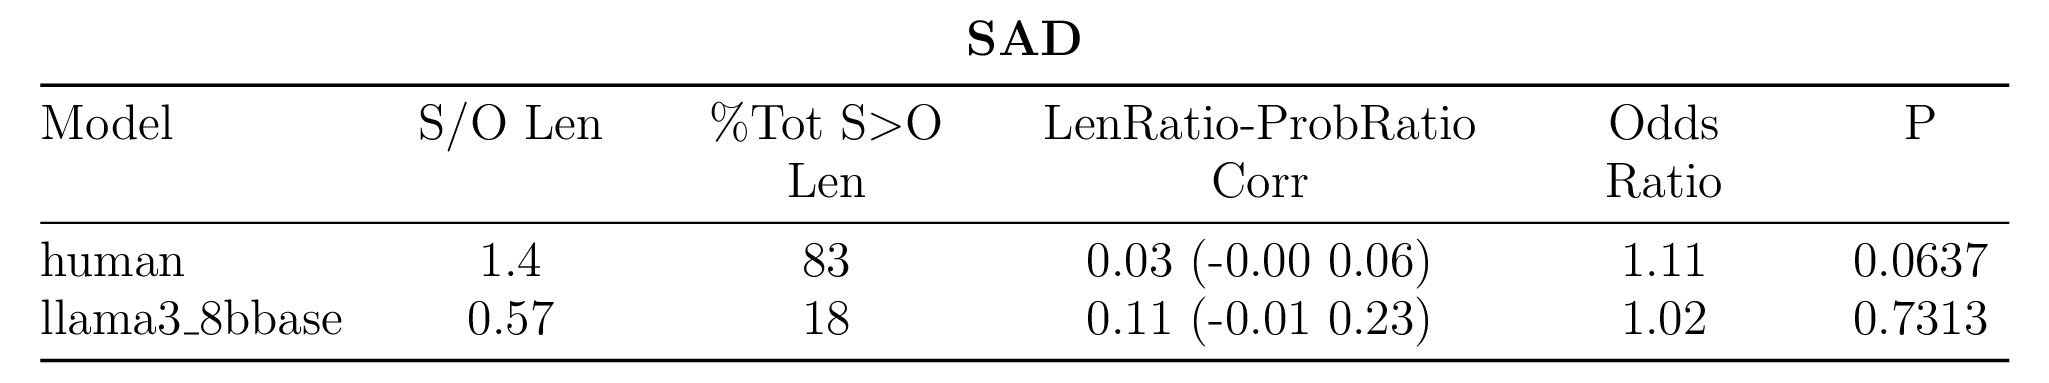 SAD
Model S/O Len %Tot S>O LenRatio-ProbRatio Odds P
Len Corr Ratio
human 1.4 83 0.03 (-0.00 0.06) 1.11 0.0637
llama3_8bbase 0.57 18 0.11 (-0.01 0.23) 1.02 0.7313